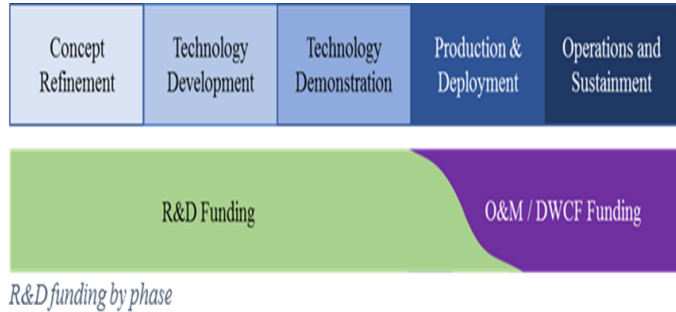 Concept
Refinement
Technology
Development
Technology
Demonstration
Production &
Deployment
Operations and
Sustainment
R&D Funding
O&M / DWCF Funding
R&D funding by phase